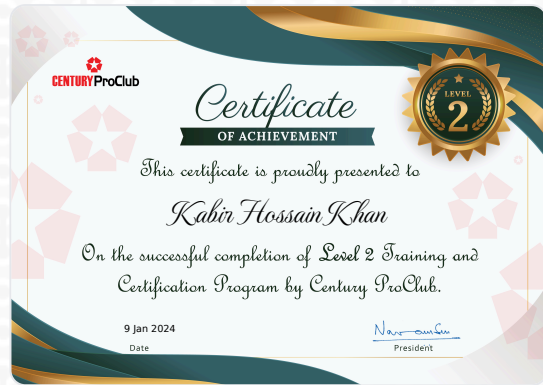 CENTURY ProClub
LEVEL
2
Certificate
OF ACHIEVEMENT
This certificate is proudly presented to
Kabir Hossain Khan
On the successful completion of Level 2 Training and
Certification Program by Century ProClub.
9 Jan 2024
Date
President